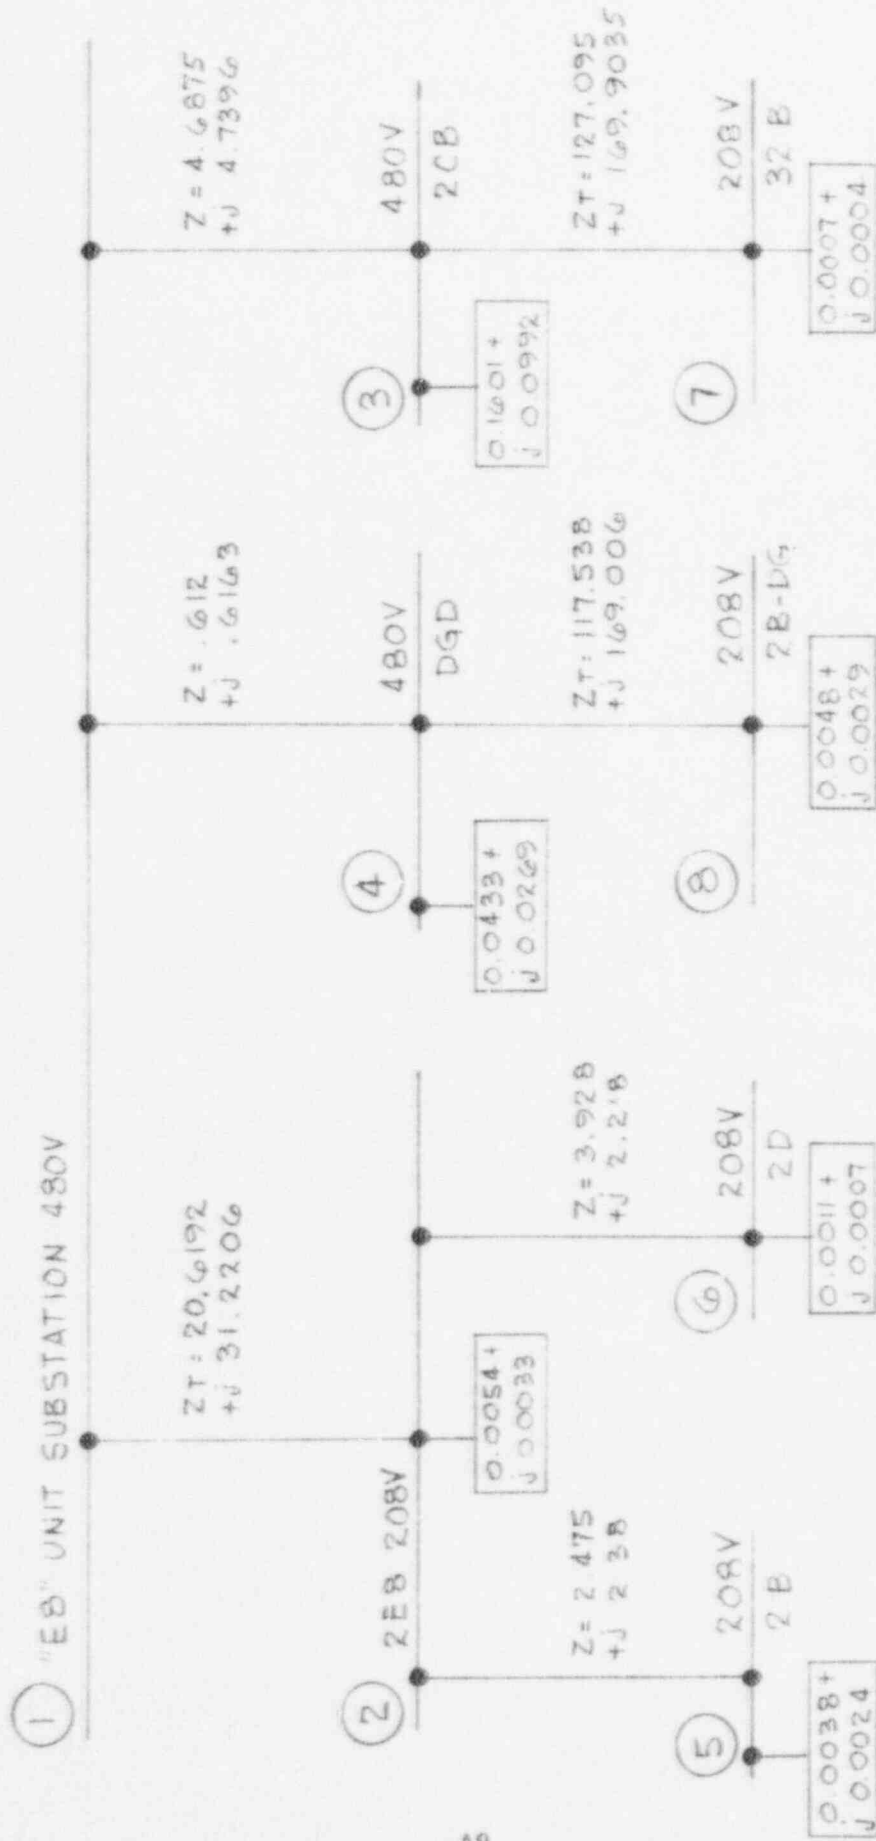 1 "EB" UNIT SUBSTATION 480V
ZT = 20.6192
+j 31.2206
Z = .612
+j .6163
Z = 4.6875
+j 4.7396
2
2EB 208V
0.0054 +
j 0.0033
4
480V
DGD
0.0433 +
j 0.0269
3
480V
2CB
0.1601 +
j 0.0992
Z = 2.475
+j 2.38
Z = 3.928
+j 2.218
ZT = 117.538
+j 169.006
ZT = 127.095
+j 169.9035
5
208V
2B
0.0038 +
j 0.0024
6
208V
2D
0.0011 +
j 0.0007
8
208V
2B-DG
0.0048 +
j 0.0029
7
208V
32B
0.0007 +
j 0.0004